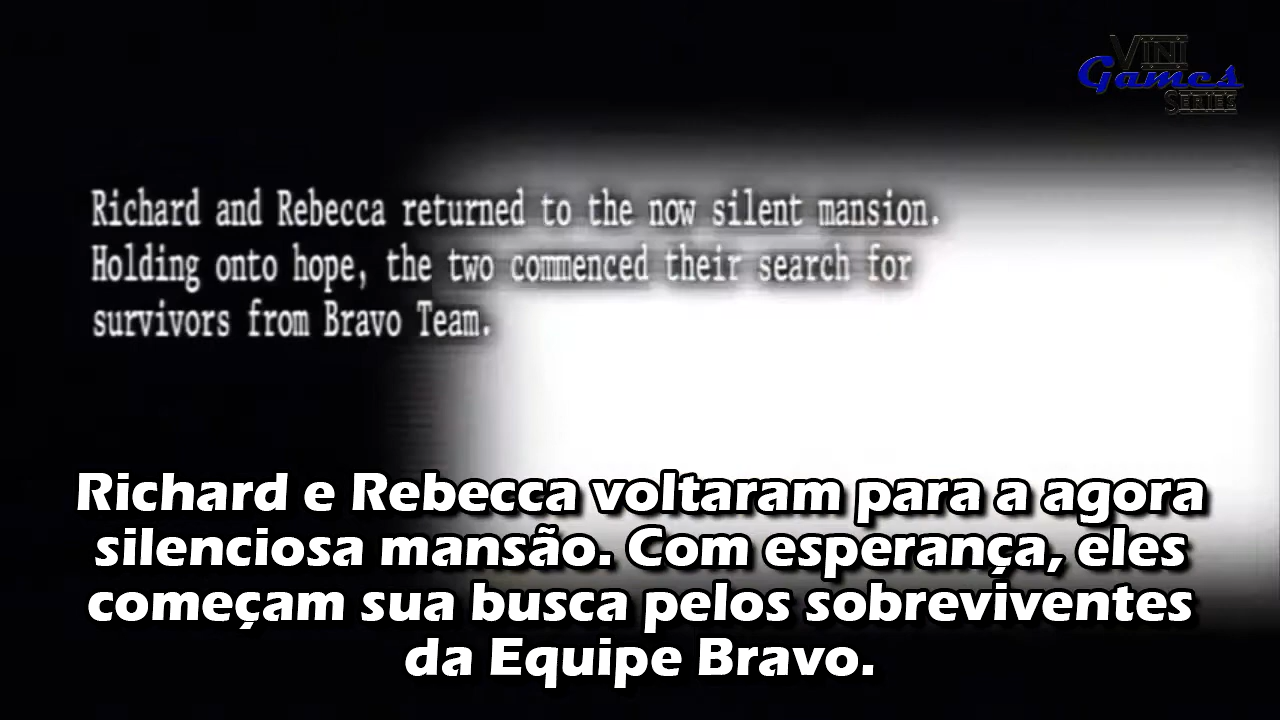 Vini
Games
Series
Richard and Rebecca returned to the now silent mansion.
Holding onto hope, the two commenced their search for
survivors from Bravo Team.
Richard e Rebecca voltaram para a agora
silenciosa mansão. Com esperança, eles
começam sua busca pelos sobreviventes
da Equipe Bravo.